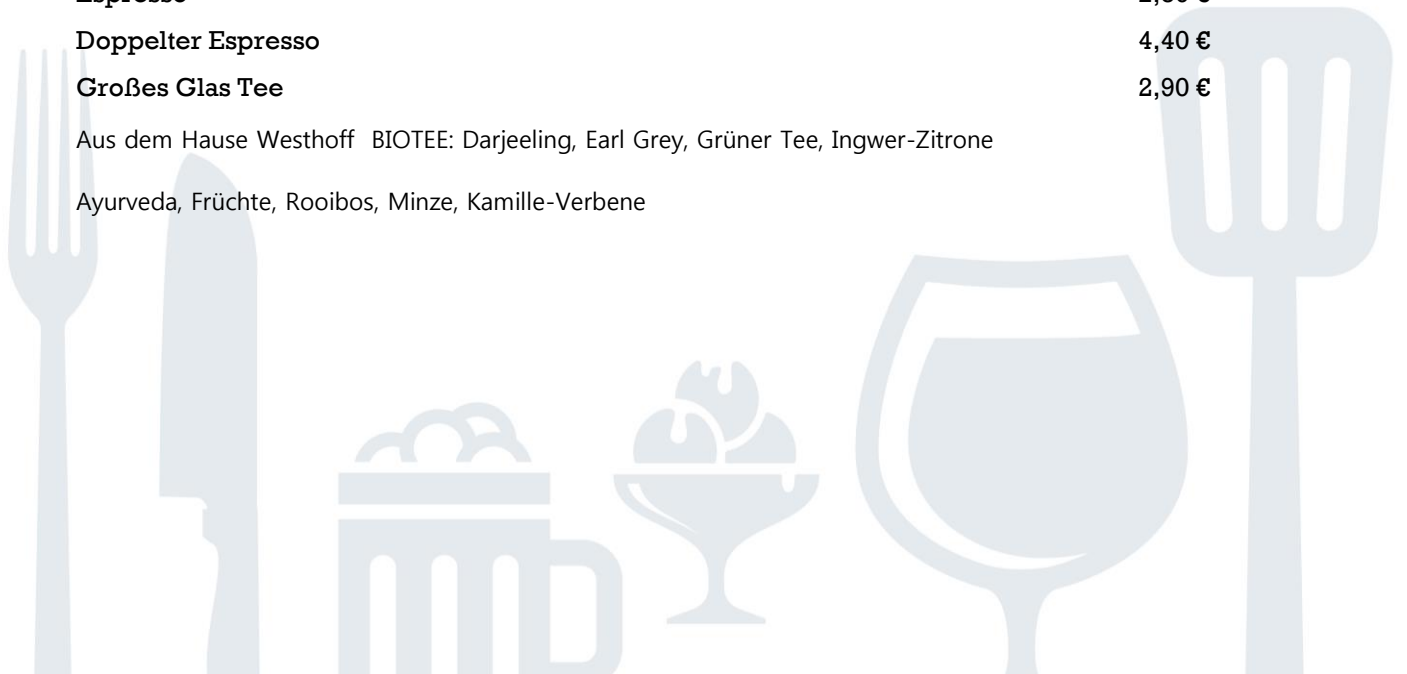 Doppelter Espresso 4,40 €
Großes Glas Tee 2,90 €
Aus dem Hause Westhoff BIOTEE: Darjeeling, Earl Grey, Grüner Tee, Ingwer-Zitrone
Ayurveda, Früchte, Rooibos, Minze, Kamille-Verbene